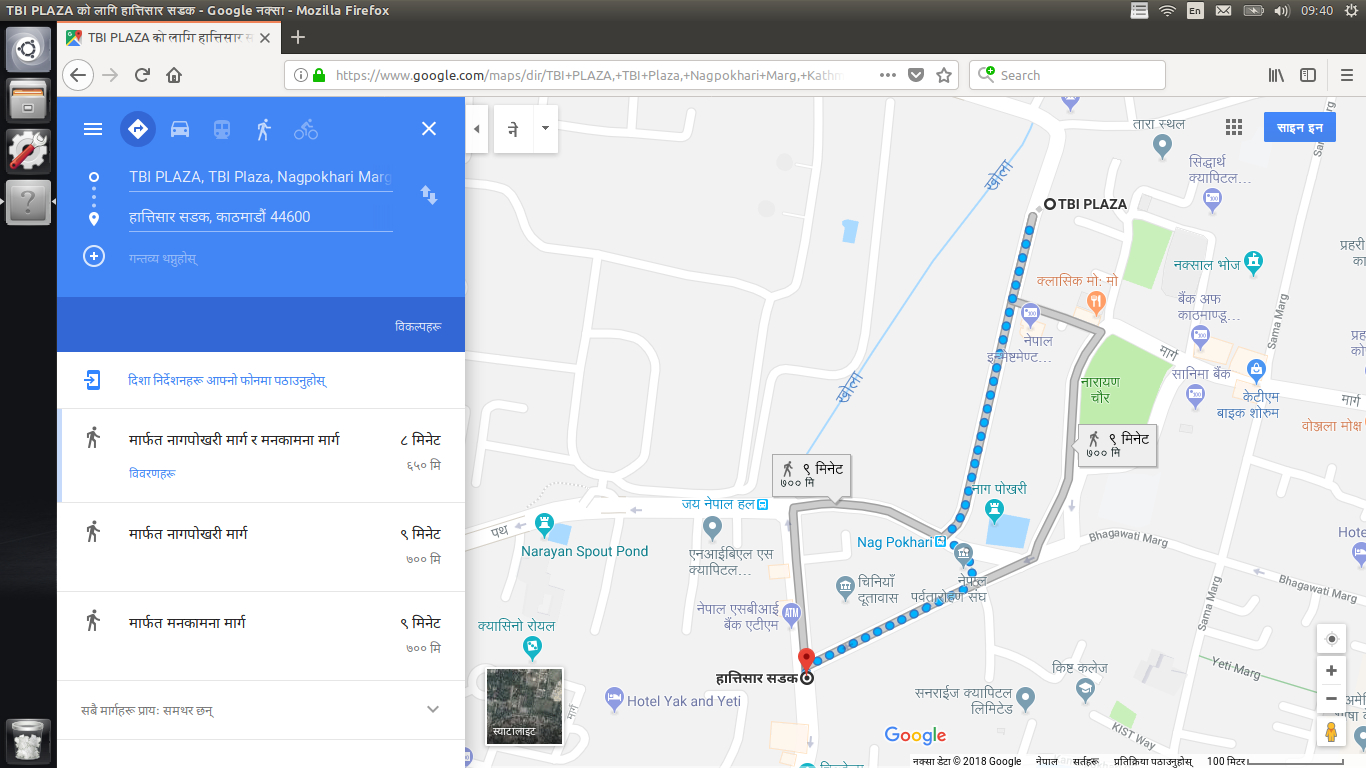 TBI PLAZA को लागि हात्तिसार सडक - Google नक्सा - Mozilla Firefox
En
09:40
TBI PLAZA को लागि हात्तिसार स
https://www.google.com/maps/dir/TBI+PLAZA,+TBI+Plaza,+Nagpokhari+Marg,+Kathm
Search
TBI PLAZA, TBI Plaza, Nagpokhari Marg
हात्तिसार सडक, काठमाडौं 44600
गन्तव्य थप्नुहोस्
विकल्पहरू
दिशा निर्देशनहरू आफ्नो फोनमा पठाउनुहोस्
मार्फत नागपोखरी मार्ग र मनकामना मार्ग
८ मिनेट
६५० मि
विवरणहरू
मार्फत नागपोखरी मार्ग
९ मिनेट
७०० मि
मार्फत मनकामना मार्ग
९ मिनेट
७०० मि
सबै मार्गहरू प्रायः समथर छन्
ने
साइन इन
तारा स्थल
Sama Marg
सिद्धार्थ
क्यापिटल...
खोला
TBI PLAZA
प्रहरी
का
नक्साल भोज
क्लासिक मो: मो
बैंक अफ
काठमाण्डू...
Sama Marg
नेपाल
इन्भेष्टमेण्ट...
मार्ग
प्रह
को
खोला
नारायण
चौर
सानिमा बैंक
केटीएम
बाइक शोरुम
मार्ग
वोञ्जला मोक्ष
९ मिनेट
७०० मि
९ मिनेट
७०० मि
नाग पोखरी
जय नेपाल हल
पथ
Narayan Spout Pond
एनआईबिएल एस
क्यापिटल...
Nag Pokhari
Bhagawati Marg
Hote
नेपाल
पर्वतारोहण संघ
चिनियाँ
दूतावास
Bhagawati Marg
Sama Marg
नेपाल एसबीआई
बैंक एटीएम
ATM
क्यासिनो रोयल
हात्तिसार सडक
किष्ट कलेज
Yeti Marg
सनराईज क्यापिटल
लिमिटेड
Hotel Yak and Yeti
मार्ग
KIST Way
अमेरि
स्याटालाइट
Google
नक्सा डेटा © 2018 Google
नेपाल
सर्तहरू
प्रतिक्रिया पठाउनुहोस्
100 मिटर